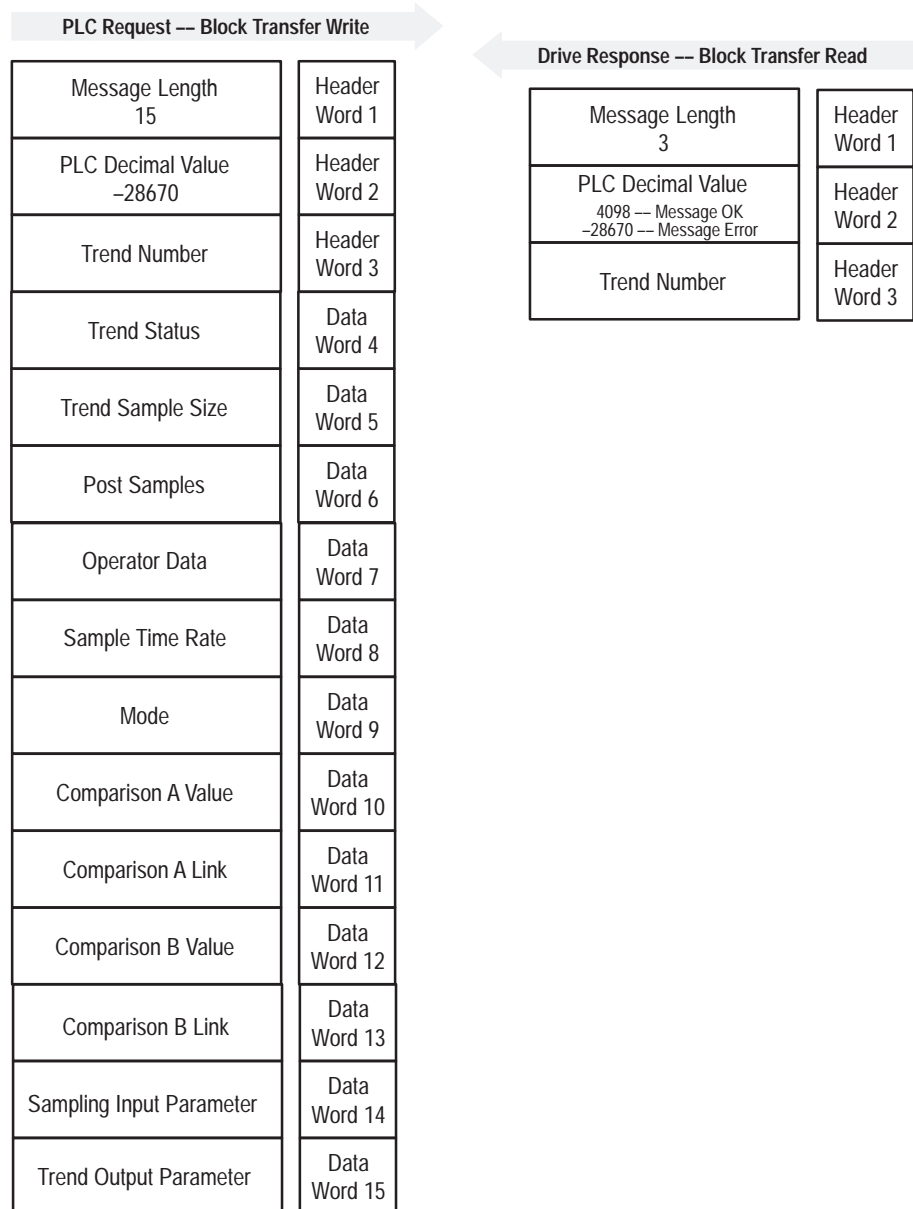 PLC Request –– Block Transfer Write
Message Length
15
Header
Word 1
PLC Decimal Value
–28670
Header
Word 2
Trend Number
Header
Word 3
Trend Status
Data
Word 4
Trend Sample Size
Data
Word 5
Post Samples
Data
Word 6
Operator Data
Data
Word 7
Sample Time Rate
Data
Word 8
Mode
Data
Word 9
Comparison A Value
Data
Word 10
Comparison A Link
Data
Word 11
Comparison B Value
Data
Word 12
Comparison B Link
Data
Word 13
Sampling Input Parameter
Data
Word 14
Trend Output Parameter
Data
Word 15
Drive Response –– Block Transfer Read
Message Length
3
Header
Word 1
PLC Decimal Value
4098 –– Message OK
–28670 –– Message Error
Header
Word 2
Trend Number
Header
Word 3